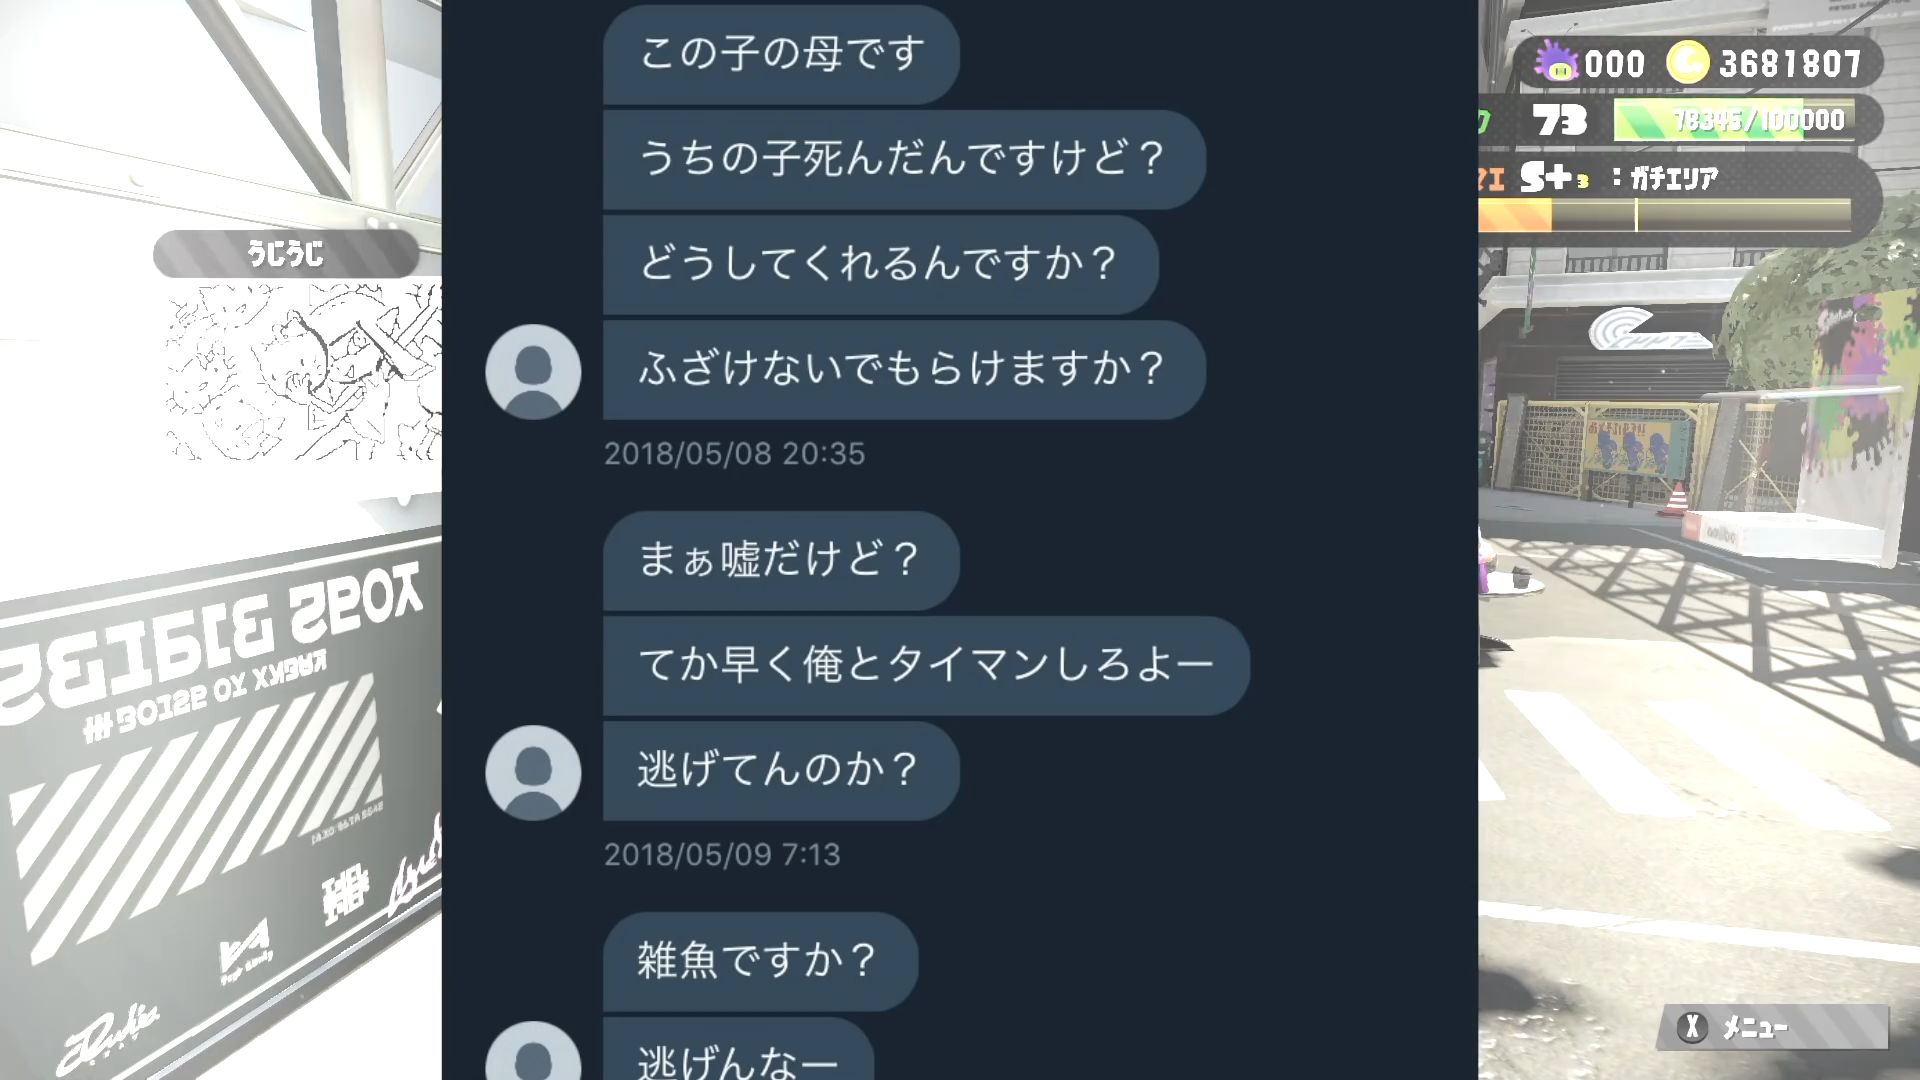 この子の母です
うちの子死んだんですけど？
どうしてくれるんですか？
ふざけないでもらけますか？
2018/05/08 20:35
まぁ嘘だけど？
てか早く俺とタイマンしろよー
逃げてんのか？
2018/05/09 7:13
雑魚ですか？
逃げんなー
うじうじ
000 3681807
73 78345/100000
S+3 : ガチエリア
X メニュー